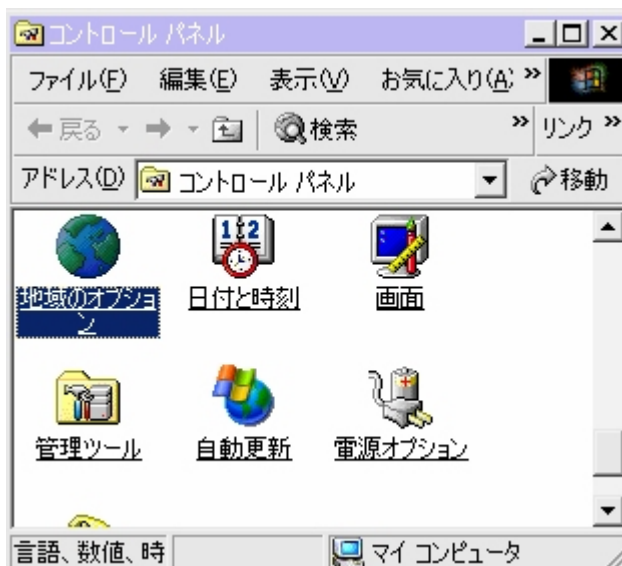 コントロール パネル
ファイル(F) 編集(E) 表示(V) お気に入り(A)
戻る 検索 リンク
アドレス(D) コントロール パネル 移動
地域のオプショ
ン
日付と時刻
画面
管理ツール
自動更新
電源オプション
言語、数値、時 マイ コンピュータ